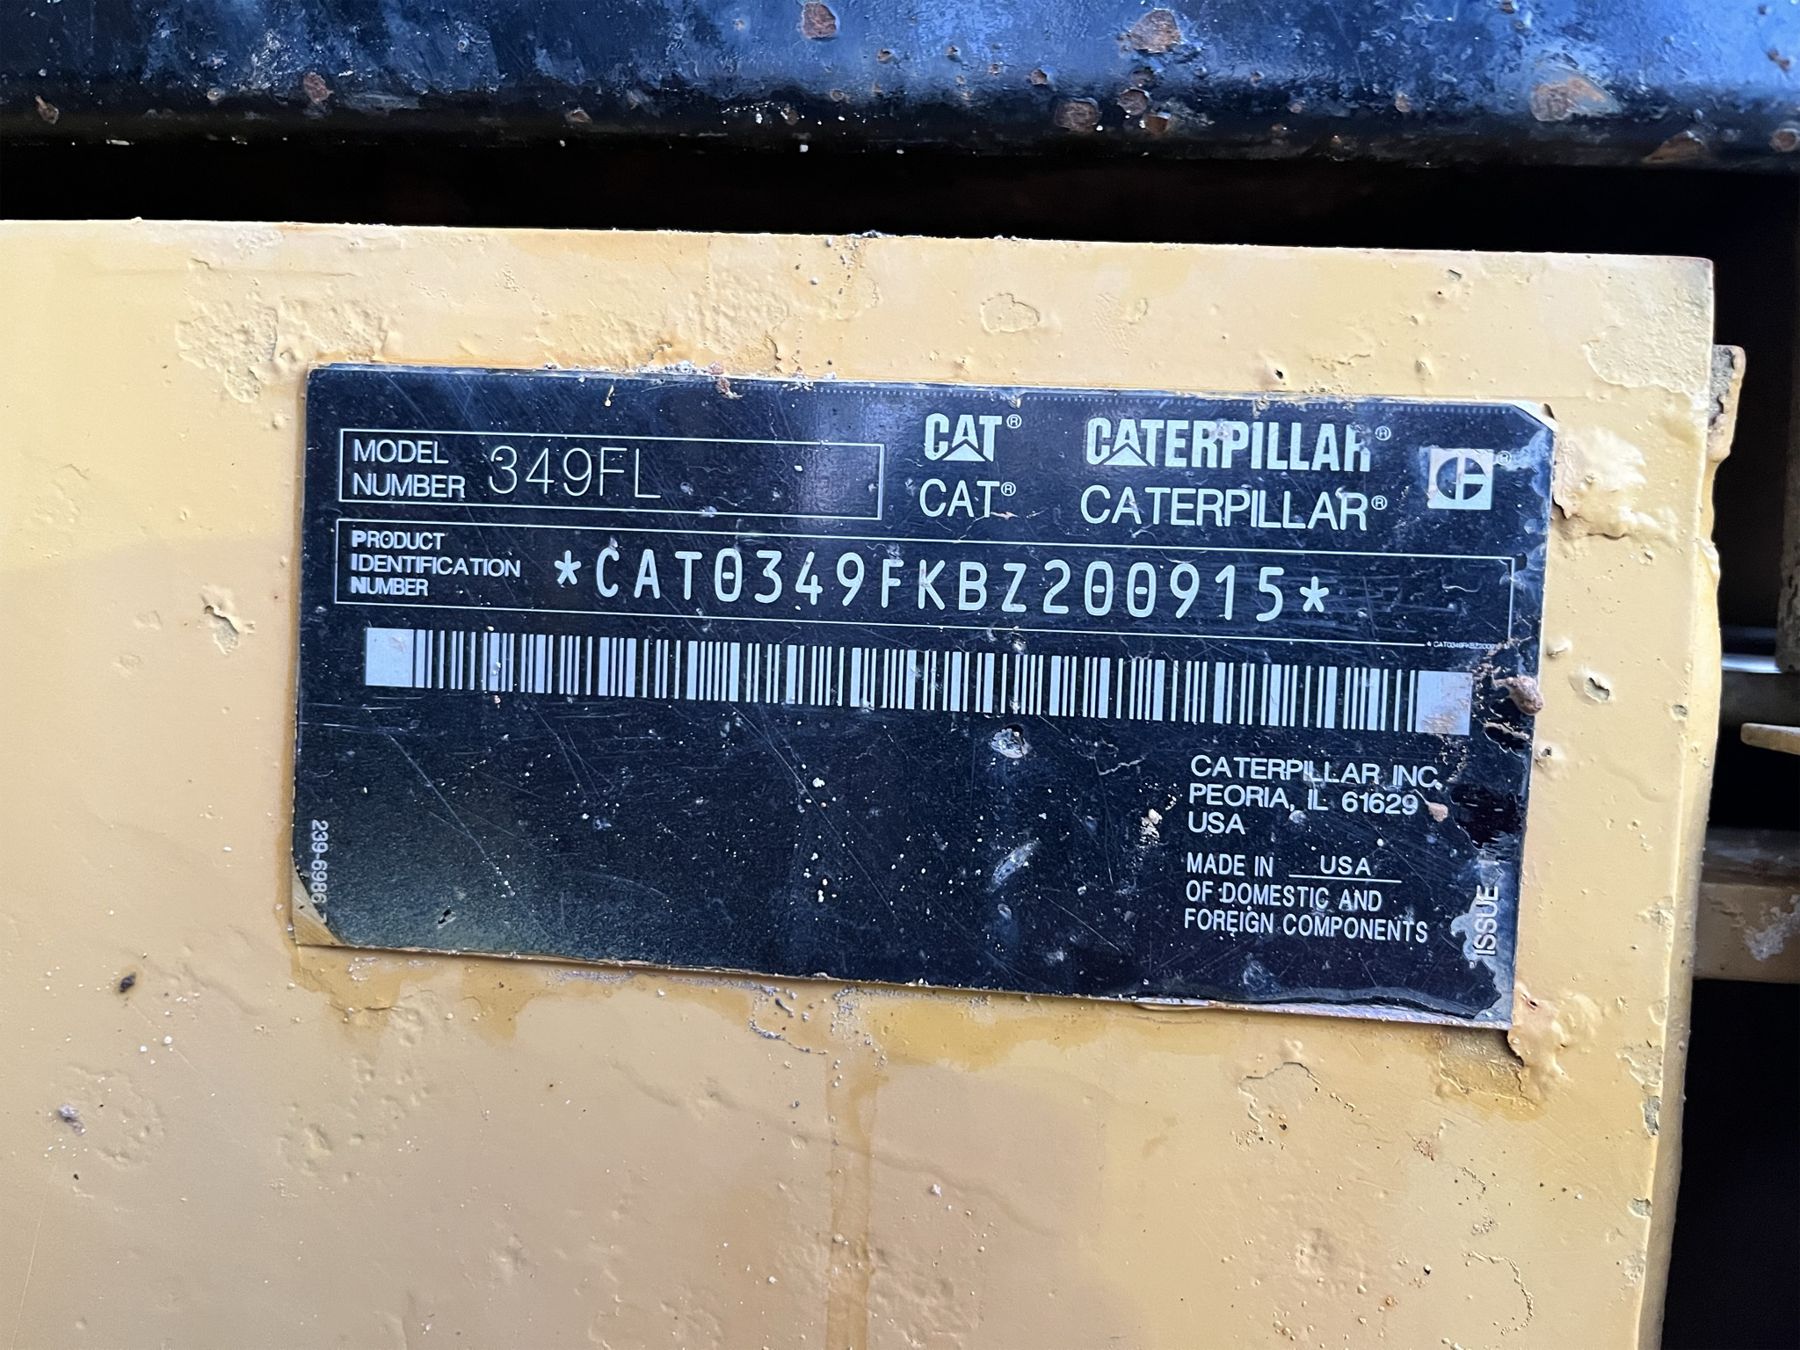 MODEL NUMBER 349FL
CAT® CATERPILLAR®
CAT® CATERPILLAR®
PRODUCT IDENTIFICATION NUMBER *CAT0349FKBZ200915*
CATERPILLAR INC.
PEORIA, IL 61629
USA
MADE IN USA
OF DOMESTIC AND
FOREIGN COMPONENTS
239-6986
ISSUE